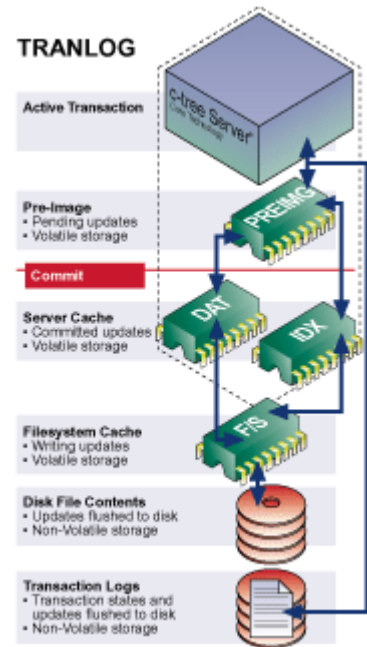 TRANLOG
Active Transaction
c-tree Server®
Core Technology
Pre-Image
• Pending updates
• Volatile storage
PREIMG
Commit
Server Cache
• Committed updates
• Volatile storage
DAT
IDX
Filesystem Cache
• Writing updates
• Volatile storage
F/S
Disk File Contents
• Updates flushed to disk
• Non-Volatile storage
Transaction Logs
• Transaction states and
updates flushed to disk
• Non-Volatile storage